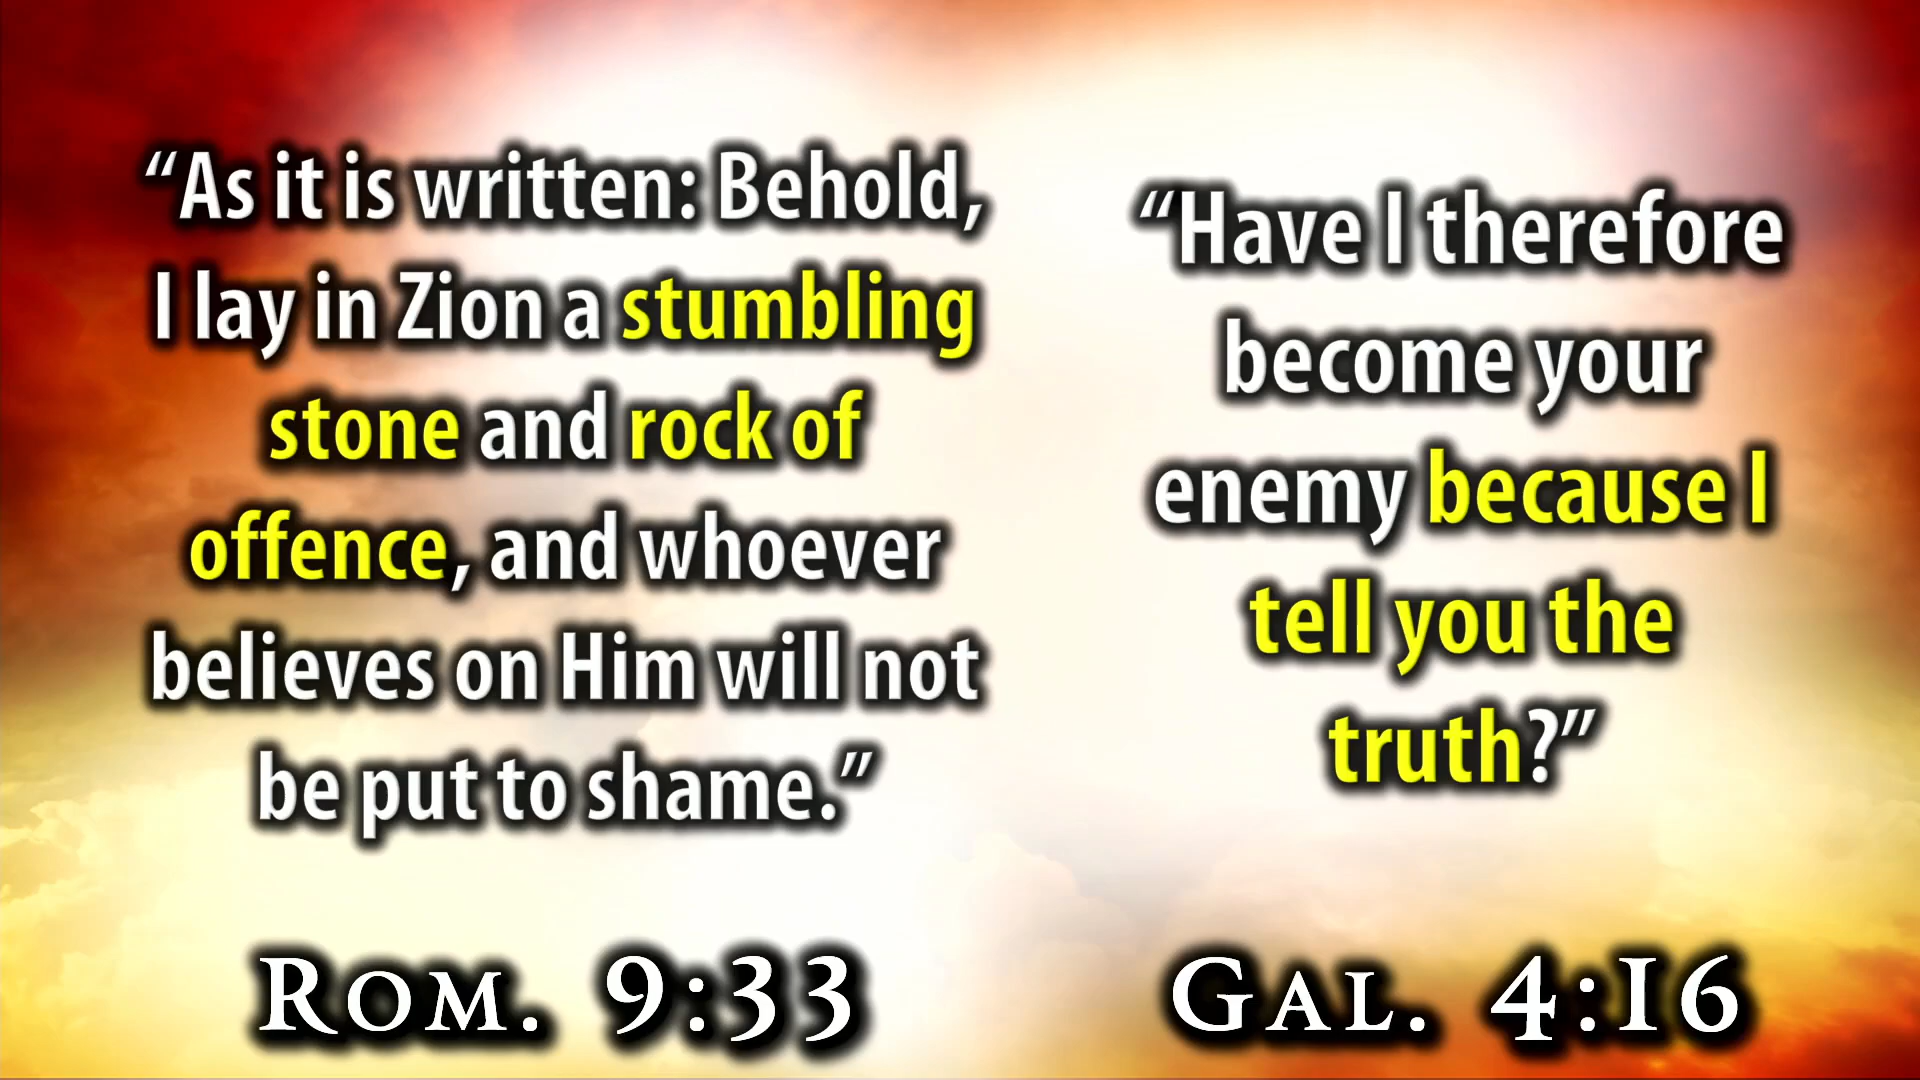 “As it is written: Behold,
I lay in Zion a stumbling
stone and rock of
offence, and whoever
believes on Him will not
be put to shame.”
Rom. 9:33
“Have I therefore
become your
enemy because I
tell you the
truth?”
Gal. 4:16